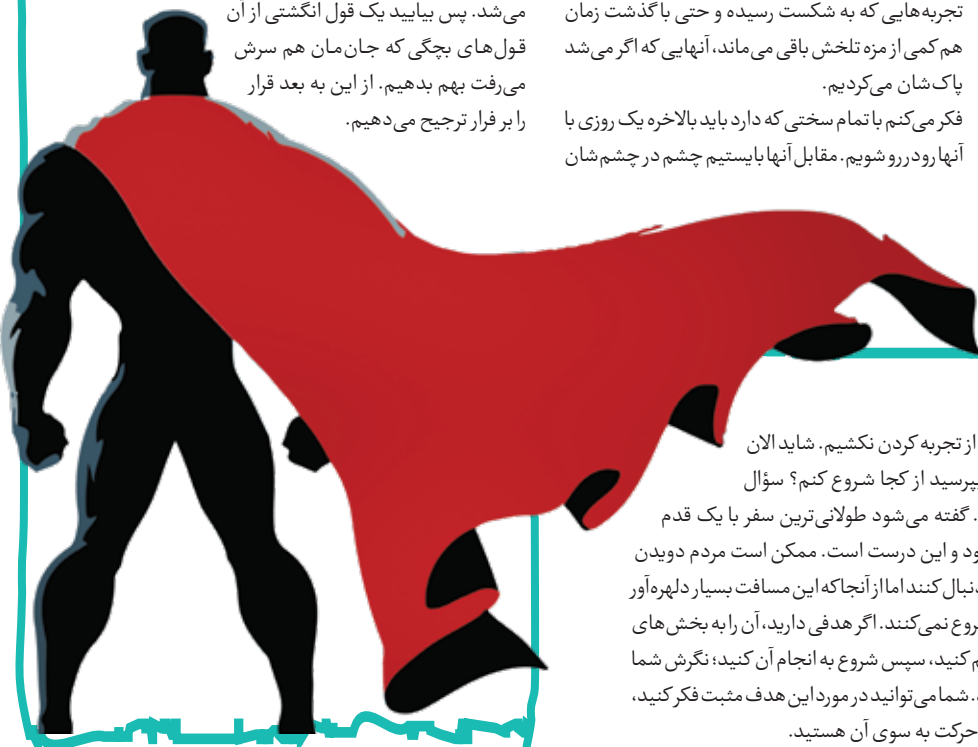 تجربه‌هایی که به شکست رسیده و حتی با گذشت زمان
هم کمی از مزه تلخش باقی می‌ماند، آنهایی که اگر می‌شد
پاک‌شان می‌کردیم.
فکر می‌کنم با تمام سختی که دارد باید بالاخره یک روزی با
آنها رودررو شویم. مقابل آنها بایستیم چشم در چشم‌شان
می‌شد. پس بیایید یک قول انگشتی از آن
قول‌های بچگی که جان‌مان هم سرش
می‌رفت بهم بدهیم. از این به بعد قرار
را بر فرار ترجیح می‌دهیم.
از تجربه کردن نکشیم. شاید الان
بپرسید از کجا شروع کنم؟ سؤال
. گفته می‌شود طولانی‌ترین سفر با یک قدم
ود و این درست است. ممکن است مردم دویدن
دنبال کنند اما از آنجا که این مسافت بسیار دلهره‌آور
روع نمی‌کنند. اگر هدفی دارید، آن را به بخش‌های
م کنید، سپس شروع به انجام آن کنید؛ نگرش شما
. شما می‌توانید در مورد این هدف مثبت فکر کنید،
حرکت به سوی آن هستید.